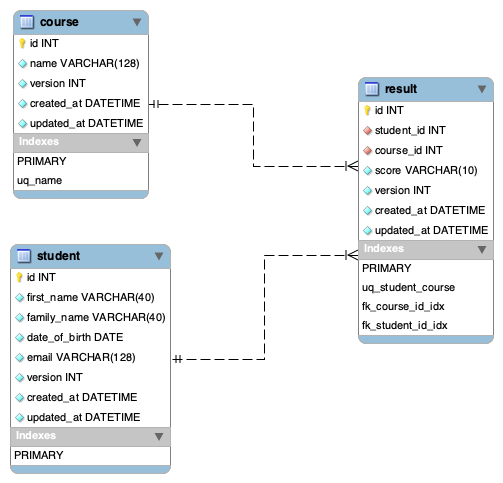 course
id INT
name VARCHAR(128)
version INT
created_at DATETIME
updated_at DATETIME
Indexes
PRIMARY
uq_name
result
id INT
student_id INT
course_id INT
score VARCHAR(10)
version INT
created_at DATETIME
updated_at DATETIME
Indexes
PRIMARY
uq_student_course
fk_course_id_idx
fk_student_id_idx
student
id INT
first_name VARCHAR(40)
family_name VARCHAR(40)
date_of_birth DATE
email VARCHAR(128)
version INT
created_at DATETIME
updated_at DATETIME
Indexes
PRIMARY